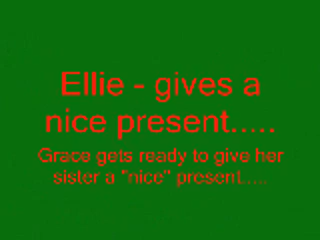 Ellie - gives a
nice present.....
Grace gets ready to give her
sister a "nice" present.....